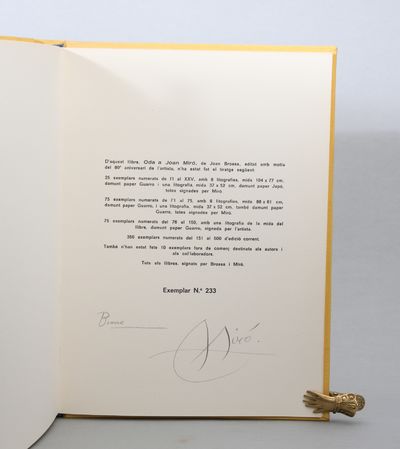 D'aquest llibre, Oda a Joan Miró, de Joan Brossa, editat amb motiu
del 80è aniversari de l'artista, n'ha estat fet el tiratge següent:
25 exemplars numerats de l'I al XXV, amb 8 litografies, mida 104 x 77 cm,
damunt paper Guarro i una litografia, mida 37 x 52 cm, damunt paper Japó,
totes signades per Miró.
75 exemplars numerats de l'1 al 75, amb 8 litografies, mida 88 x 61 cm,
damunt paper Guarro, i una litografia, mida 37 x 52 cm, també damunt paper
Guarro, totes signades per Miró.
75 exemplars numerats del 76 al 150, amb una litografia de la mida del
llibre, damunt paper Guarro, signada per l'artista.
350 exemplars numerats del 151 al 500 d'edició corrent.
També n'han estat fets 10 exemplars fora de comerç destinats als autors i
als col·laboradors.
Tots els llibres, signats per Brossa i Miró.
Exemplar N.º 233
Brossa
Miró.